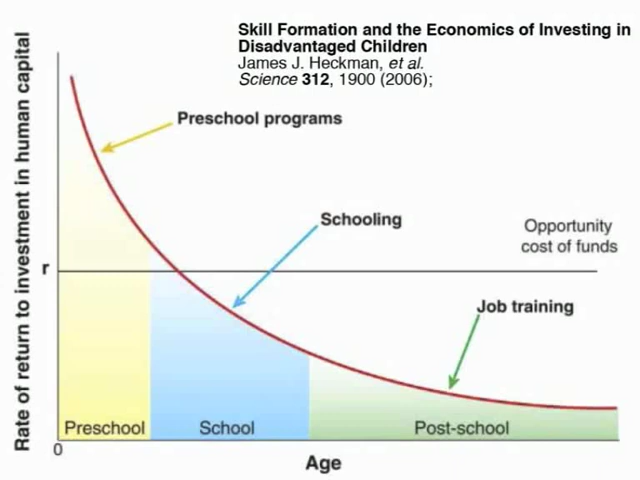 Skill Formation and the Economics of Investing in
Disadvantaged Children
James J. Heckman, et al.
Science 312, 1900 (2006);
Rate of return to investment in human capital
Preschool programs
Schooling
Opportunity
cost of funds
r
Job training
Preschool
School
Post-school
0
Age